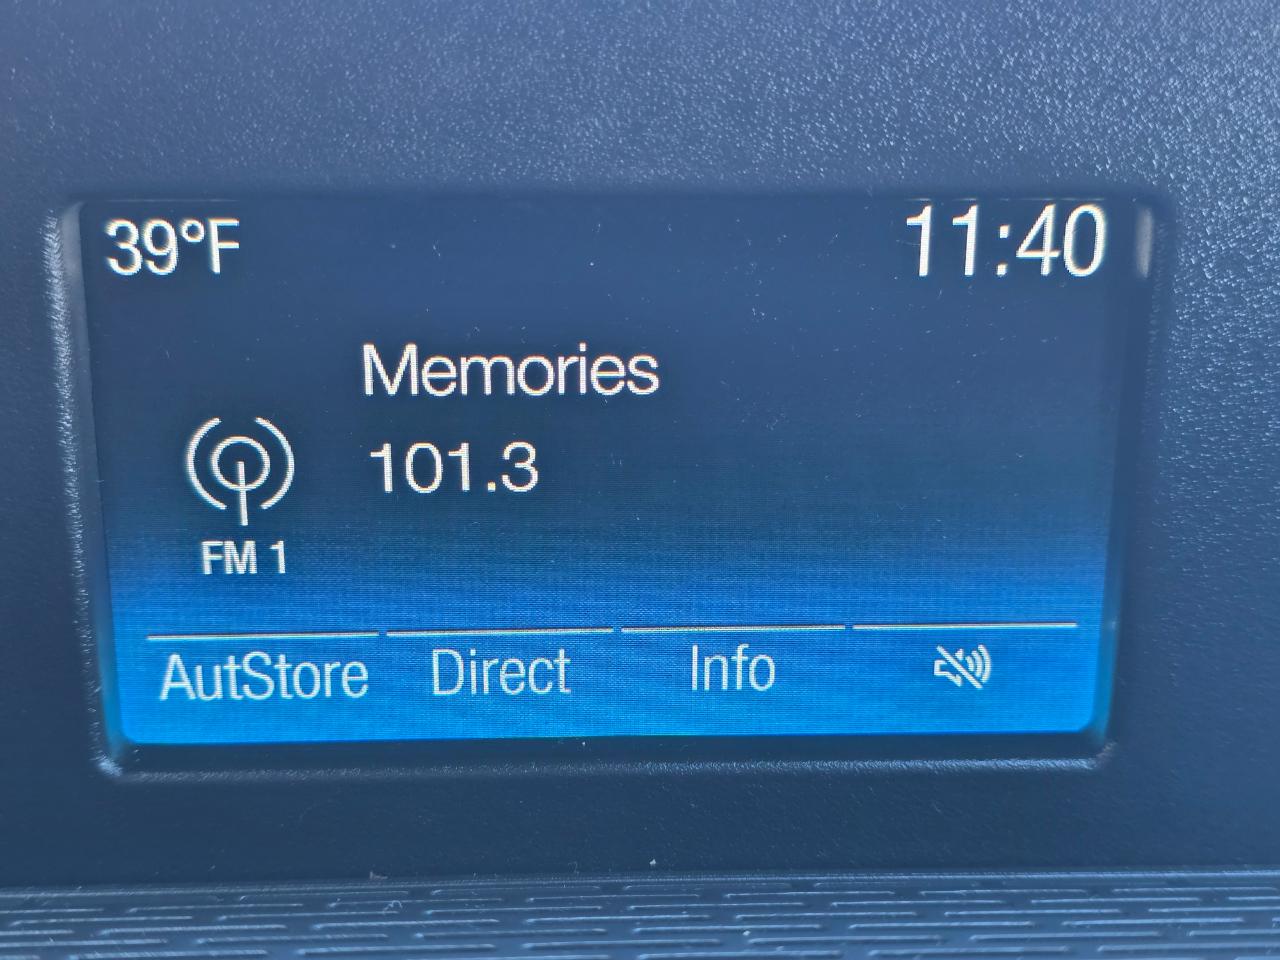 39°F 11:40
Memories
101.3
FM 1
AutStore Direct Info